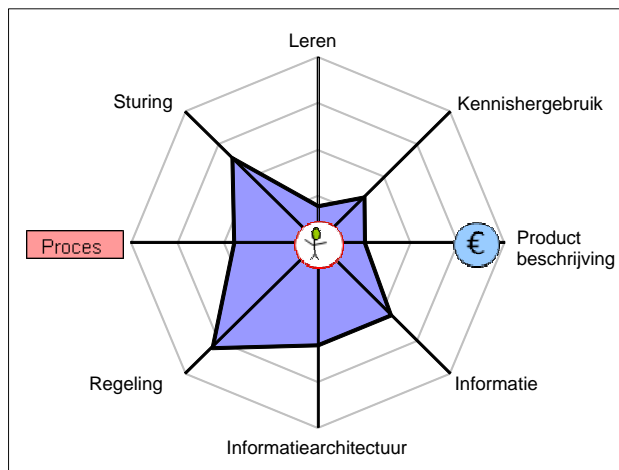 Leren
Sturing
Kennishergebruik
Proces
€
Product
beschrijving
Regeling
Informatie
Informatiearchitectuur